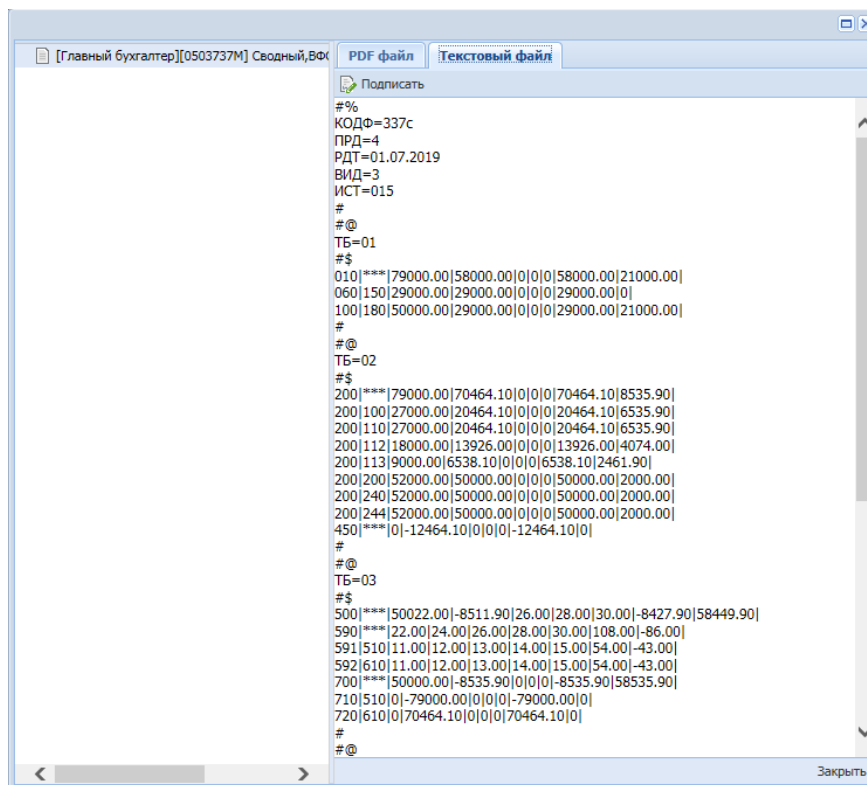 [Главный бухгалтер][0503737М] Сводный,ВФО
PDF файл
Текстовый файл
Подписать
#%
КОДФ=337с
ПРД=4
РДТ=01.07.2019
ВИД=3
ИСТ=015
#
#@
ТБ=01
#$
010|***|79000.00|58000.00|0|0|0|58000.00|21000.00|
060|150|29000.00|29000.00|0|0|0|29000.00|0|
100|180|50000.00|29000.00|0|0|0|29000.00|21000.00|
#
#@
ТБ=02
#$
200|***|79000.00|70464.10|0|0|0|70464.10|8535.90|
200|100|27000.00|20464.10|0|0|0|20464.10|6535.90|
200|110|27000.00|20464.10|0|0|0|20464.10|6535.90|
200|112|18000.00|13926.00|0|0|0|13926.00|4074.00|
200|113|9000.00|6538.10|0|0|0|6538.10|2461.90|
200|200|52000.00|50000.00|0|0|0|50000.00|2000.00|
200|240|52000.00|50000.00|0|0|0|50000.00|2000.00|
200|244|52000.00|50000.00|0|0|0|50000.00|2000.00|
450|***|0|-12464.10|0|0|0|-12464.10|0|
#
#@
ТБ=03
#$
500|***|50022.00|-8511.90|26.00|28.00|30.00|-8427.90|58449.90|
590|***|22.00|24.00|26.00|28.00|30.00|108.00|-86.00|
591|510|11.00|12.00|13.00|14.00|15.00|54.00|-43.00|
592|610|11.00|12.00|13.00|14.00|15.00|54.00|-43.00|
700|***|50000.00|-8535.90|0|0|0|-8535.90|58535.90|
710|510|0|-79000.00|0|0|0|-79000.00|0|
720|610|0|70464.10|0|0|0|70464.10|0|
#
#@
Закрыть